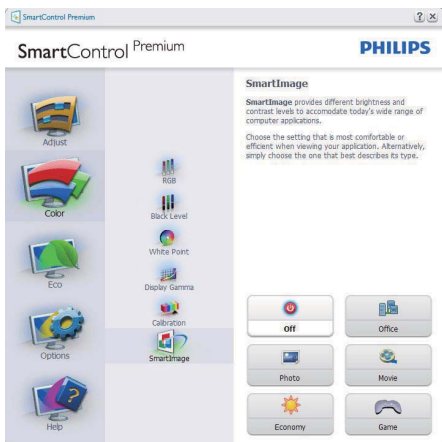 SmartControl Premium
SmartControl Premium
PHILIPS
Adjust
Color
Eco
Options
Help
RGB
Black Level
White Point
Display Gamma
Calibration
SmartImage
SmartImage
SmartImage provides different brightness and
contrast levels to accomodate today's wide range of
computer applications.
Choose the setting that is most comfortable or
efficient when viewing your application. Alternatively,
simply choose the one that best describes its type.
Off
Office
Photo
Movie
Economy
Game